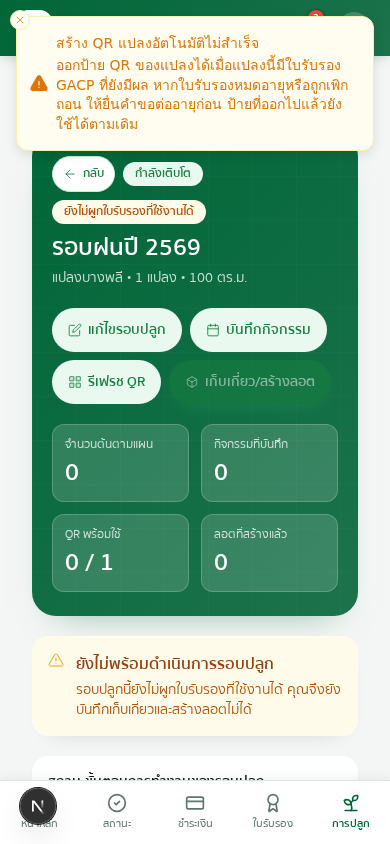 สร้าง QR แปลงอัตโนมัติไม่สำเร็จ
ออกป้าย QR ของแปลงได้เมื่อแปลงนี้มีใบรับรอง
GACP ที่ยังมีผล หากใบรับรองหมดอายุหรือถูกเพิก
ถอน ให้ยื่นคำขอต่ออายุก่อน ป้ายที่ออกไปแล้วยัง
ใช้ได้ตามเดิม
กลับ
กำลังเติบโต
ยังไม่ผูกใบรับรองที่ใช้งานได้
รอบฝนปี 2569
แปลงบางพลี • 1 แปลง • 100 ตร.ม.
แก้ไขรอบปลูก
บันทึกกิจกรรม
รีเฟรช QR
เก็บเกี่ยว/สร้างลอต
จำนวนต้นตามแผน
กิจกรรมที่บันทึก
0
0
QR พร้อมใช้
ลอตที่สร้างแล้ว
0 / 1
0
ยังไม่พร้อมดำเนินการรอบปลูก
รอบปลูกนี้ยังไม่ผูกใบรับรองที่ใช้งานได้ คุณจึงยัง
บันทึกเก็บเกี่ยวและสร้างลอตไม่ได้
N
สถานะ
ชำระเงิน
ใบรับรอง
การปลูก